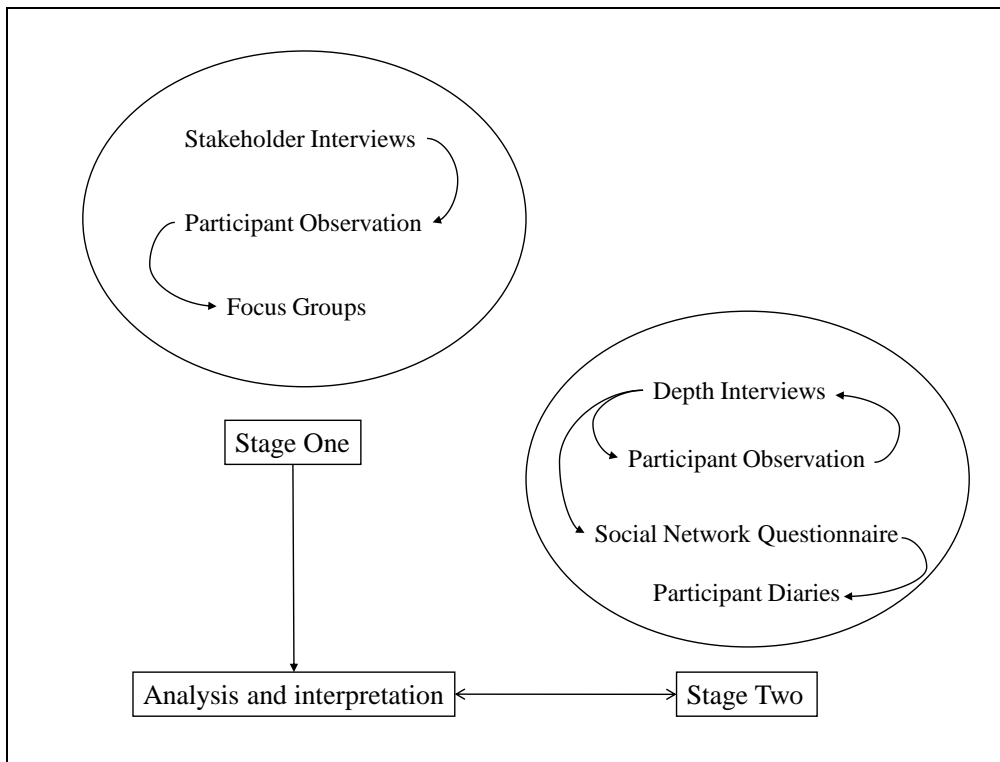 Stakeholder Interviews
Participant Observation
Focus Groups
Stage One
Depth Interviews
Participant Observation
Social Network Questionnaire
Participant Diaries
Analysis and interpretation
Stage Two